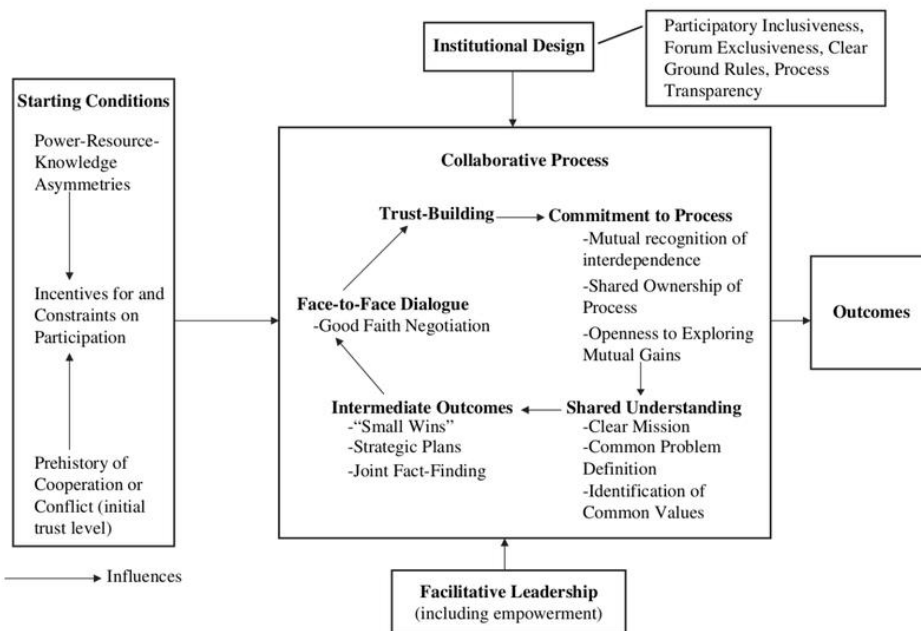 Institutional Design
Participatory Inclusiveness,
Forum Exclusiveness, Clear
Ground Rules, Process
Transparency
Starting Conditions
Power-Resource-
Knowledge
Asymmetries
Incentives for and
Constraints on
Participation
Prehistory of
Cooperation or
Conflict (initial
trust level)
Collaborative Process
Trust-Building
Commitment to Process
-Mutual recognition of
interdependence
-Shared Ownership of
Process
-Openness to Exploring
Mutual Gains
Face-to-Face Dialogue
-Good Faith Negotiation
Intermediate Outcomes
-“Small Wins”
-Strategic Plans
-Joint Fact-Finding
Shared Understanding
-Clear Mission
-Common Problem
Definition
-Identification of
Common Values
Outcomes
Influences
Facilitative Leadership
(including empowerment)